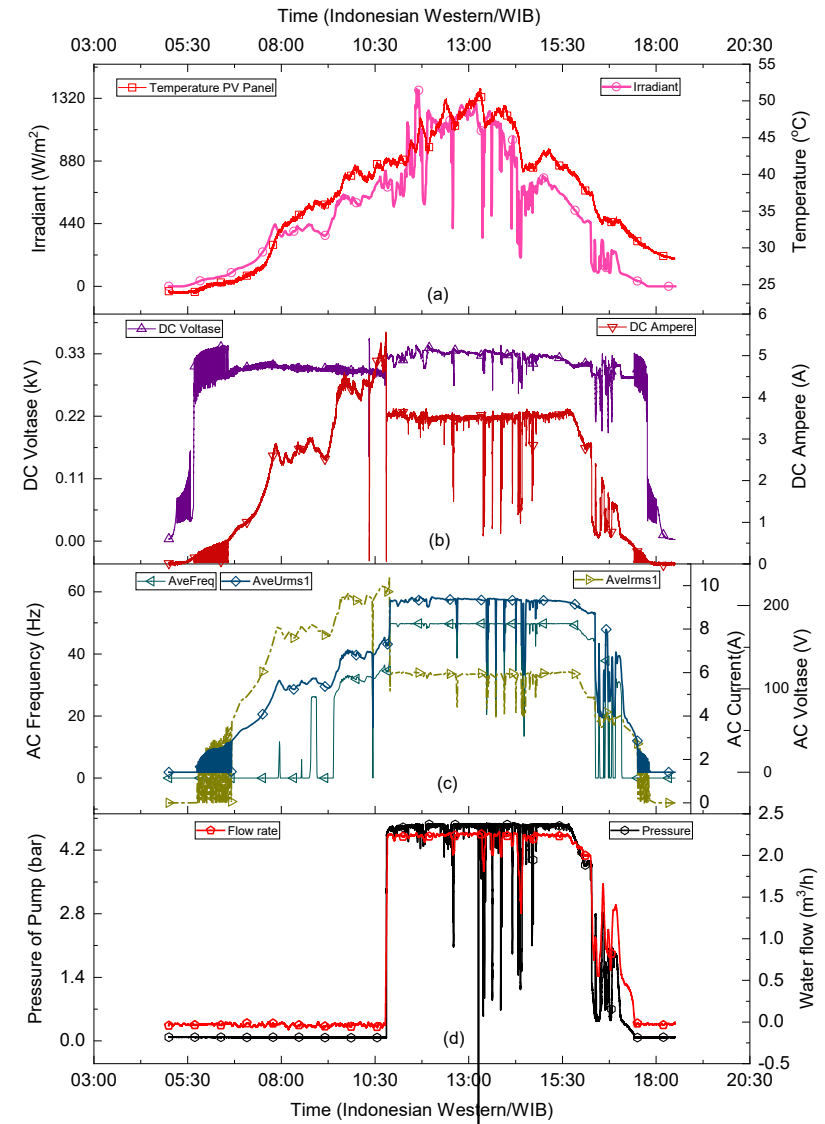 Time (Indonesian Western/WIB)
03:00 05:30 08:00 10:30 13:00 15:30 18:00 20:30
Temperature PV Panel
Irradiant
Irradiant (W/m2)
1320
880
440
0
55
50
45
40
35
30
25
Temperature (oC)
(a)
DC Voltase
DC Ampere
DC Voltase (kV)
0.33
0.22
0.11
0.00
6
5
4
3
2
1
0
DC Ampere (A)
(b)
AveFreq
AveUrms1
AveIrms1
AC Frequency (Hz)
60
40
20
0
10
8
6
4
2
0
AC Current(A)
200
100
0
AC Voltase (V)
(c)
Flow rate
Pressure
Pressure of Pump (bar)
4.2
2.8
1.4
0.0
2.5
2.0
1.5
1.0
0.5
0.0
-0.5
Water flow (m3/h)
(d)
03:00 05:30 08:00 10:30 13:00 15:30 18:00 20:30
Time (Indonesian Western/WIB)